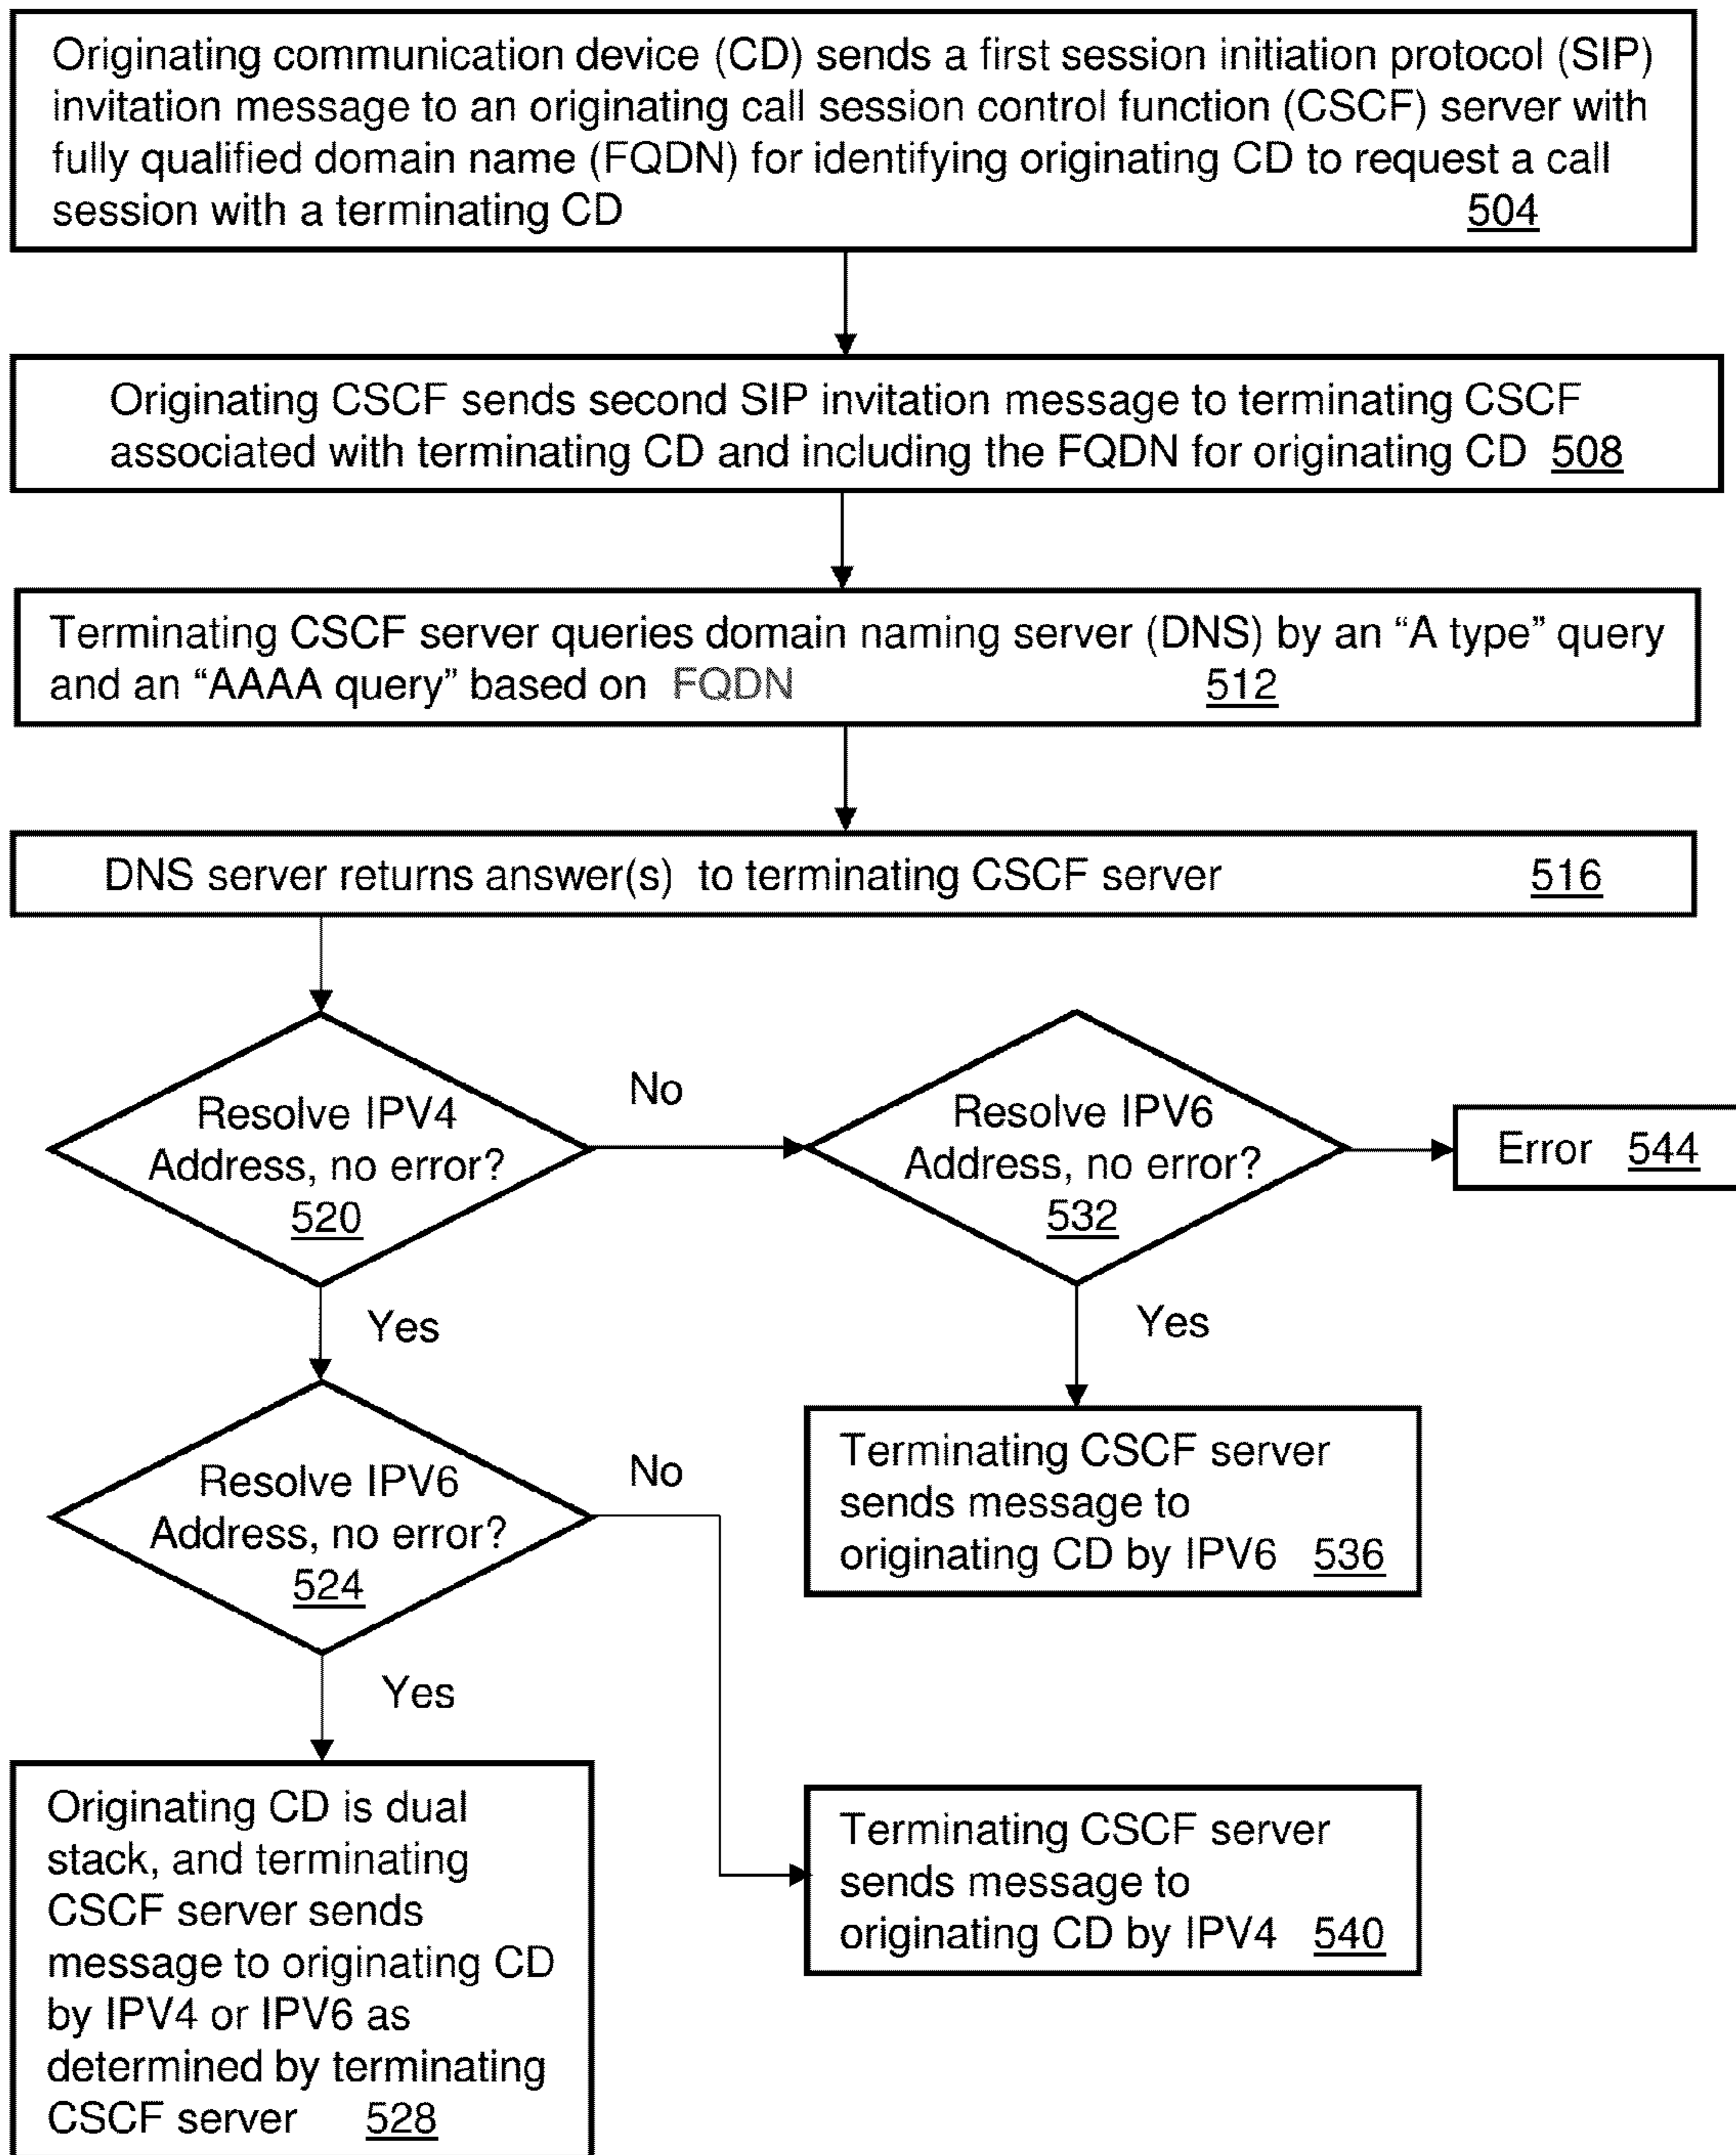 Originating communication device (CD) sends a first session initiation protocol (SIP)
invitation message to an originating call session control function (CSCF) server with
fully qualified domain name (FQDN) for identifying originating CD to request a call
session with a terminating CD 504
Originating CSCF sends second SIP invitation message to terminating CSCF
associated with terminating CD and including the FQDN for originating CD 508
Terminating CSCF server queries domain naming server (DNS) by an “A type” query
and an “AAAA query” based on FQDN 512
DNS server returns answer(s) to terminating CSCF server 516
Resolve IPV4
Address, no error?
520
No
Resolve IPV6
Address, no error?
532
Error 544
Yes
Yes
Resolve IPV6
Address, no error?
524
No
Terminating CSCF server
sends message to
originating CD by IPV6 536
Yes
Originating CD is dual
stack, and terminating
CSCF server sends
message to originating CD
by IPV4 or IPV6 as
determined by terminating
CSCF server 528
Terminating CSCF server
sends message to
originating CD by IPV4 540